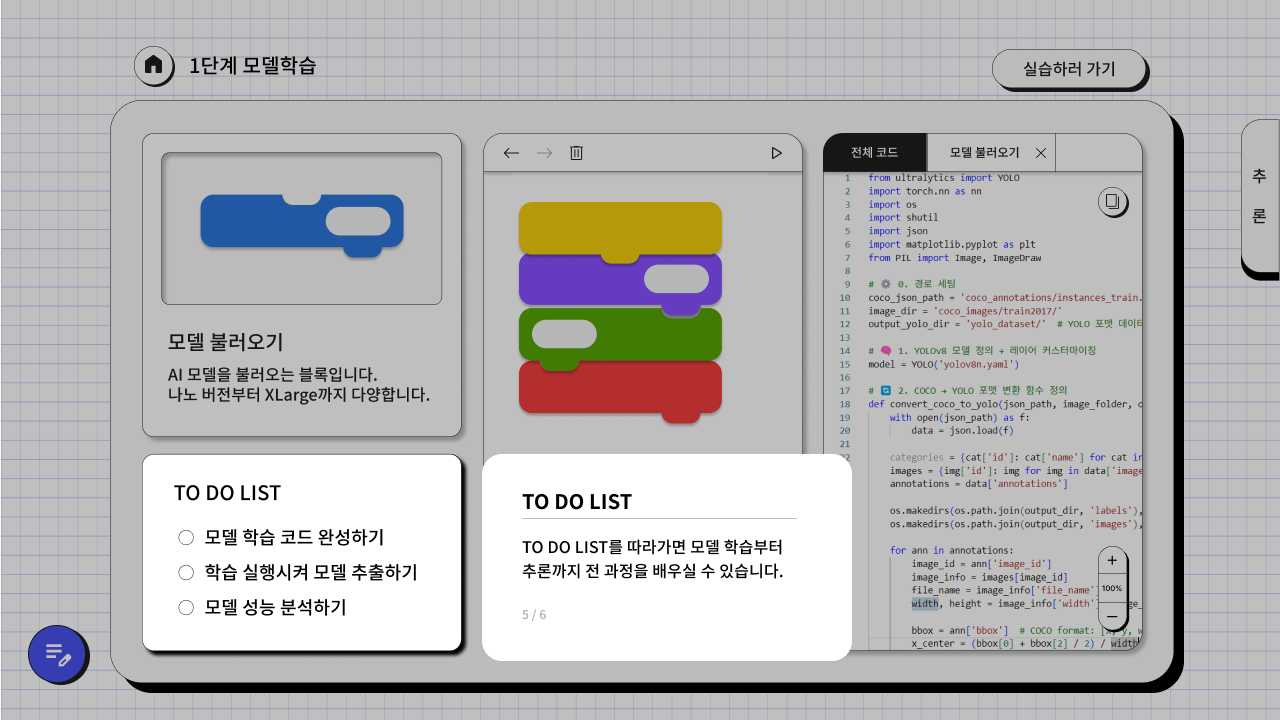 1단계 모델학습
실습하러 가기
모델 불러오기
AI 모델을 불러오는 블록입니다.
나노 버전부터 XLarge까지 다양합니다.
TO DO LIST
모델 학습 코드 완성하기
학습 실행시켜 모델 추출하기
모델 성능 분석하기
TO DO LIST
TO DO LIST를 따라가면 모델 학습부터
추론까지 전 과정을 배우실 수 있습니다.
5 / 6
전체 코드
모델 불러오기
1 from ultralytics import YOLO
2 import torch.nn as nn
3 import os
4 import shutil
5 import json
6 import matplotlib.pyplot as plt
7 from PIL import Image, ImageDraw
8
9 # ⚙️ 0. 경로 세팅
10 coco_json_path = 'coco_annotations/instances_train.
11 image_dir = 'coco_images/train2017/'
12 output_yolo_dir = 'yolo_dataset/' # YOLO 포맷 데이터
13
14 # 🧠 1. YOLOv8 모델 정의 + 레이어 커스터마이징
15 model = YOLO('yolov8n.yaml')
16
17 # 🔄 2. COCO → YOLO 포맷 변환 함수 정의
18 def convert_coco_to_yolo(json_path, image_folder, o
19 with open(json_path) as f:
20 data = json.load(f)
21
categories = {cat['id']: cat['name'] for cat in
images = {img['id']: img for img in data['image
annotations = data['annotations']
os.makedirs(os.path.join(output_dir, 'labels'),
os.makedirs(os.path.join(output_dir, 'images'),
for ann in annotations:
image_id = ann['image_id']
image_info = images[image_id]
file_name = image_info['file_name'
width, height = image_info['width'
bbox = ann['bbox'] # COCO format: [x, y, w
x_center = (bbox[0] + bbox[2] / 2) / width
+
100%
−
추
론